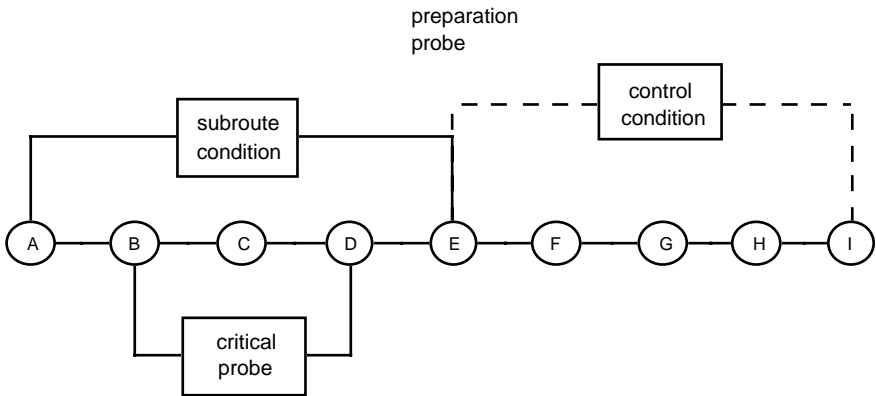 preparation
probe
control
condition
subroute
condition
A B C D E F G H I
critical
probe